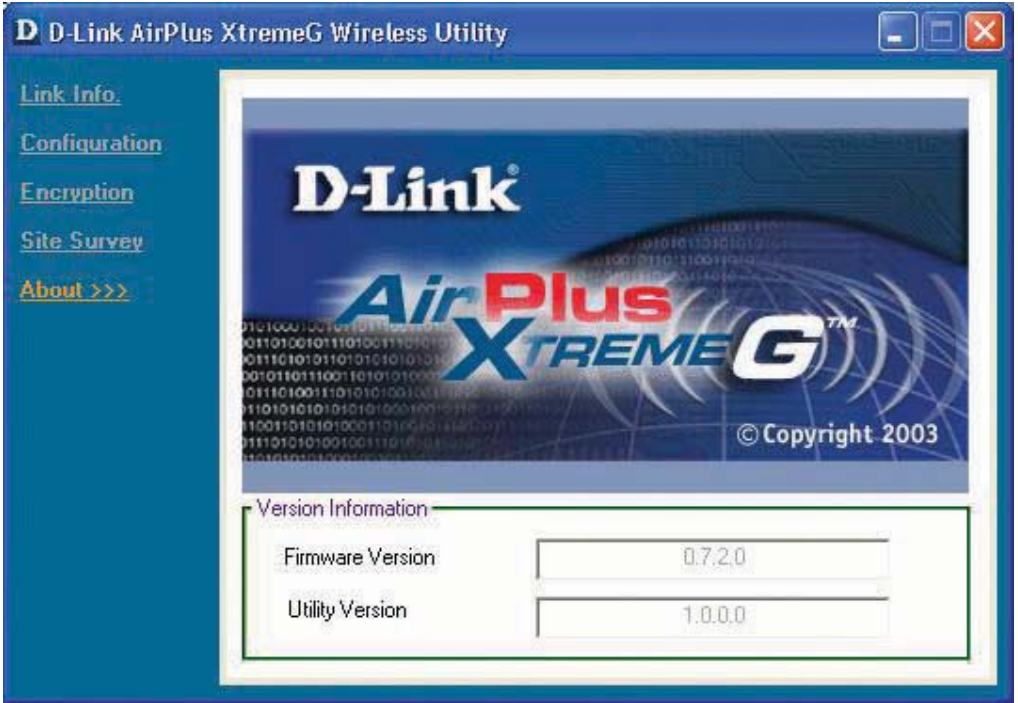 D D-Link AirPlus XtremeG Wireless Utility
Link Info.
Configuration
Encryption
Site Survey
About >>>
D-Link®
AirPlus
XTREME G™
©Copyright 2003
Version Information
Firmware Version 0.7.2.0
Utility Version 1.0.0.0